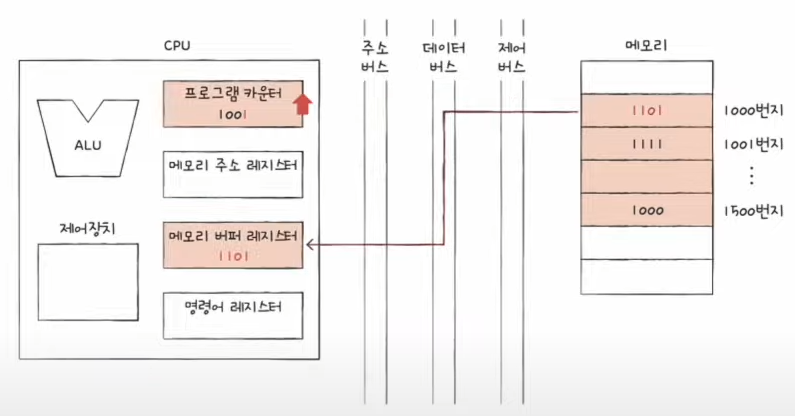 CPU
프로그램 카운터
1001
ALU
메모리 주소 레지스터
제어장치
메모리 버퍼 레지스터
1101
명령어 레지스터
주소
버스
데이터
버스
제어
버스
메모리
1101 1000번지
1111 1001번지
⋮
1000 1500번지